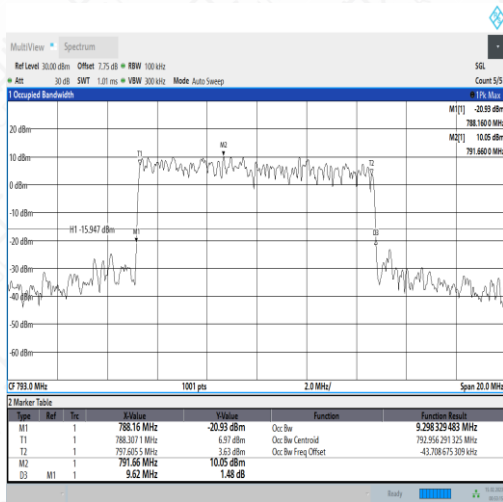 MultiView Spectrum
Ref Level 30.00 dBm Offset 7.75 dB RBW 100 kHz SGL
Att 30 dB SWT 1.01 ms VBW 300 kHz Mode Auto Sweep Count 5/5
1 Occupied Bandwidth 1Pk Max
M1[1] -20.93 dBm
788.1600 MHz
M2[1] 10.05 dBm
791.6600 MHz
20 dBm
M2
T1 T2
10 dBm
0 dBm
-10 dBm
H1 -15.947 dBm M1 D3
-20 dBm
-30 dBm
-40 dBm
-50 dBm
-60 dBm
CF 793.0 MHz 1001 pts 2.0 MHz/ Span 20.0 MHz
2 Marker Table
Type Ref Trc X-Value Y-Value Function Function Result
M1 1 788.16 MHz -20.93 dBm Occ Bw 9.298 329 483 MHz
T1 1 788.307 1 MHz 6.97 dBm Occ Bw Centroid 792.956 291 325 MHz
T2 1 797.605 5 MHz 3.63 dBm Occ Bw Freq Offset -43.708 675 309 kHz
M2 1 791.66 MHz 10.05 dBm
D3 M1 1 9.62 MHz 1.48 dB
Ready